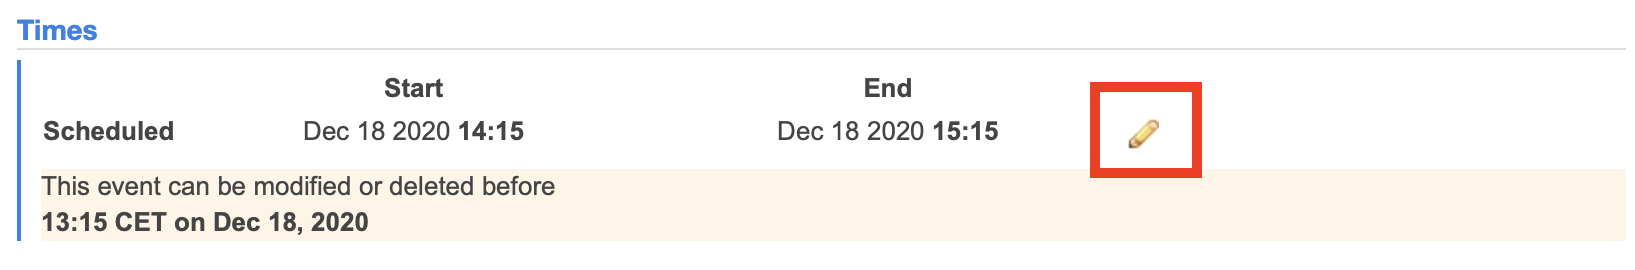 Times
Start End
Scheduled Dec 18 2020 14:15 Dec 18 2020 15:15
This event can be modified or deleted before
13:15 CET on Dec 18, 2020